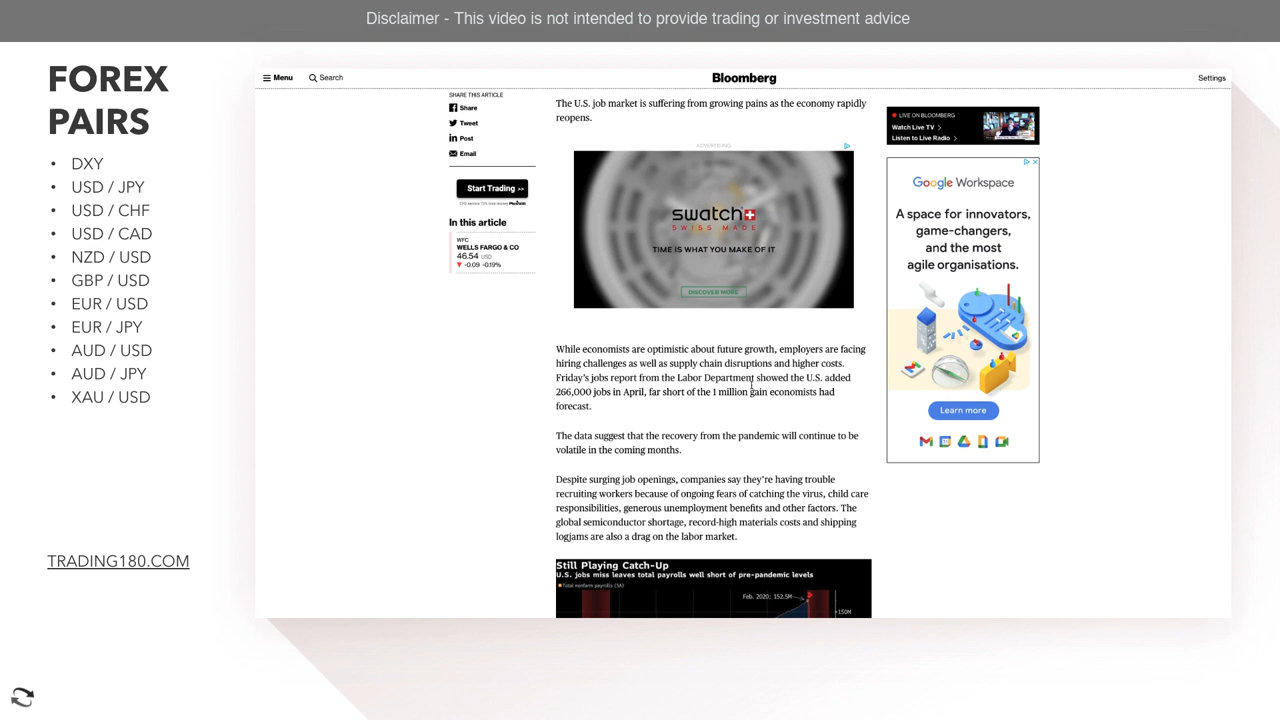 Disclaimer - This video is not intended to provide trading or investment advice
FOREX
PAIRS
• DXY
• USD / JPY
• USD / CHF
• USD / CAD
• NZD / USD
• GBP / USD
• EUR / USD
• EUR / JPY
• AUD / USD
• AUD / JPY
• XAU / USD
TRADING180.COM
Menu
Search
Bloomberg
Settings
SHARE THIS ARTICLE
Share
Tweet
Post
Email
Start Trading >>
In this article
WFC
WELLS FARGO & CO
46.54 USD
▼ -0.09 -0.19%
The U.S. job market is suffering from growing pains as the economy rapidly
reopens.
ADVERTISING
swatch
SWISS MADE
TIME IS WHAT YOU MAKE OF IT
DISCOVER MORE
While economists are optimistic about future growth, employers are facing
hiring challenges as well as supply chain disruptions and higher costs.
Friday's jobs report from the Labor Department showed the U.S. added
266,000 jobs in April, far short of the 1 million gain economists had
forecast.
The data suggest that the recovery from the pandemic will continue to be
volatile in the coming months.
Despite surging job openings, companies say they're having trouble
recruiting workers because of ongoing fears of catching the virus, child care
responsibilities, generous unemployment benefits and other factors. The
global semiconductor shortage, record-high materials costs and shipping
logjams are also a drag on the labor market.
Still Playing Catch-Up
U.S. jobs miss leaves total payrolls well short of pre-pandemic levels
Total nonfarm payrolls (SA)
Feb. 2020: 152.5M
150M
LIVE ON BLOOMBERG
Watch Live TV >
Listen to Live Radio >
Google Workspace
A space for innovators,
game-changers,
and the most
agile organisations.
Learn more